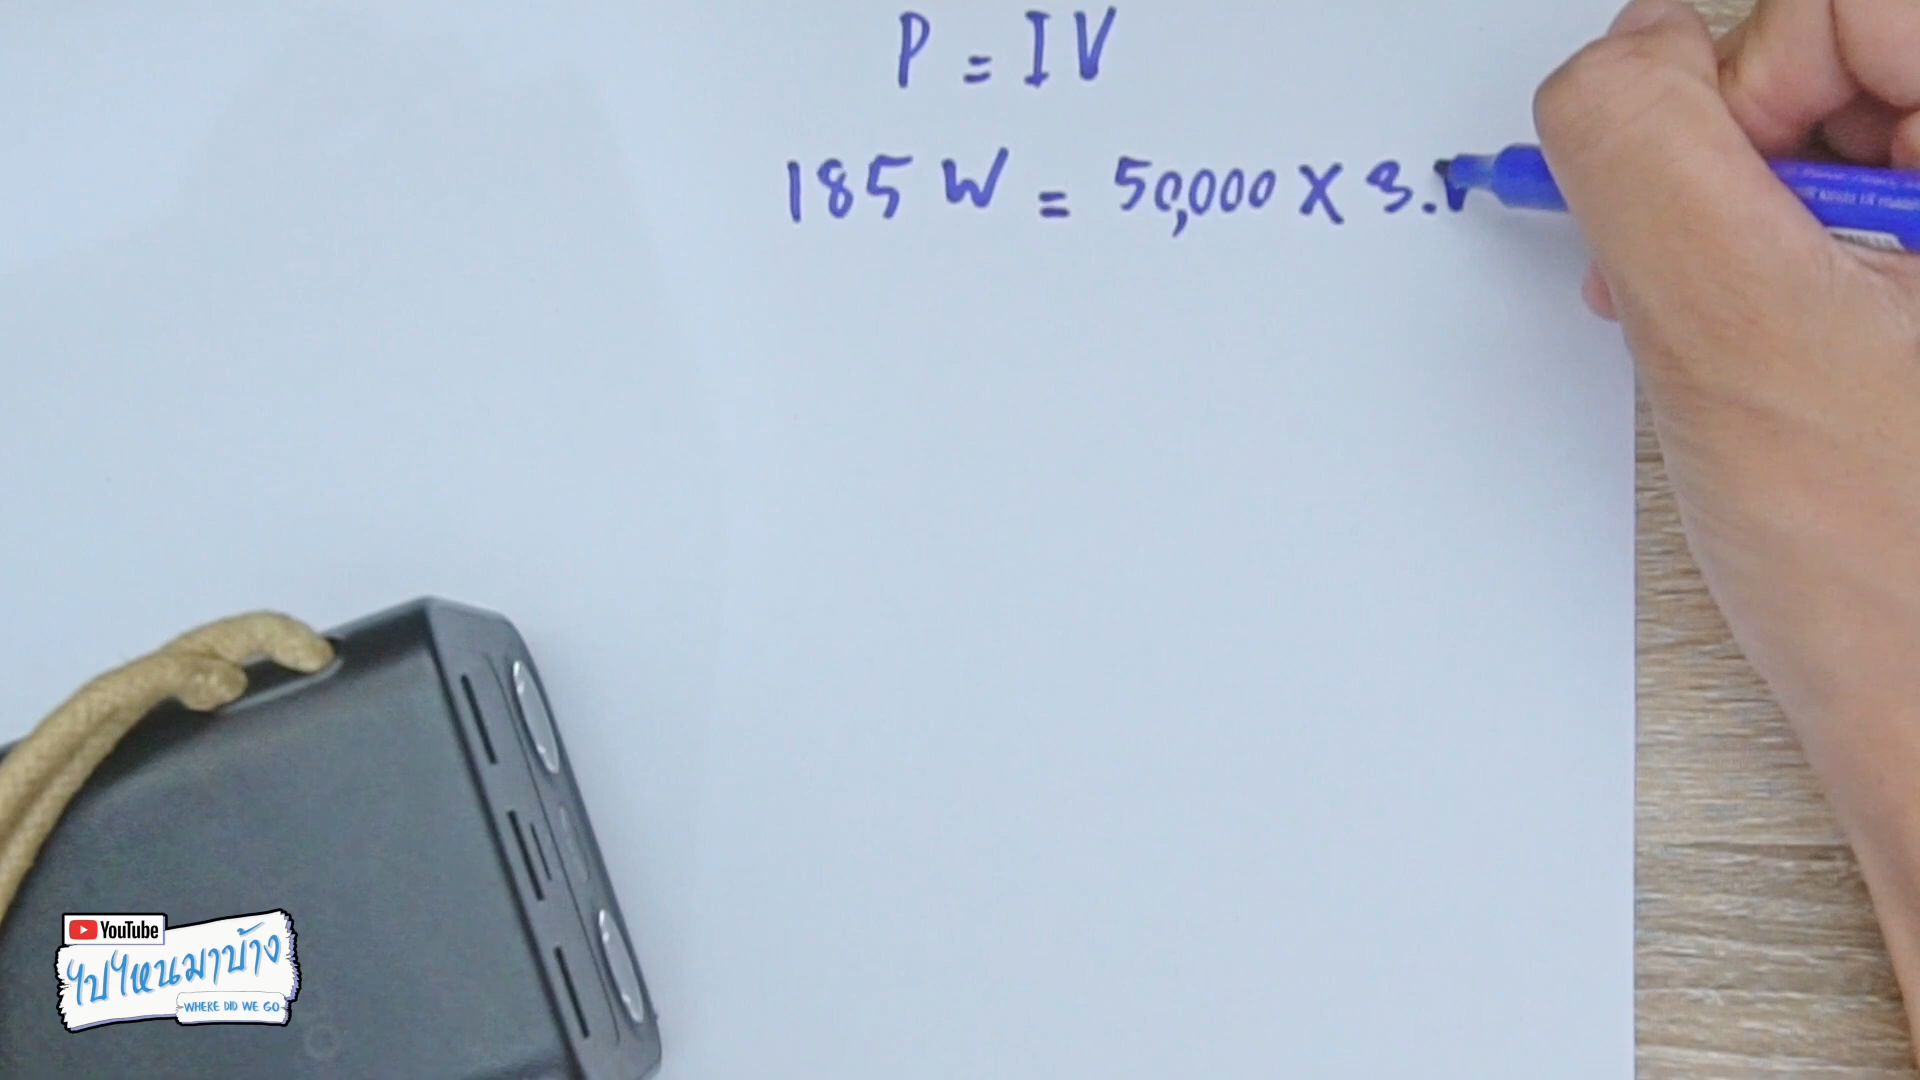 P = IV
185 W = 50,000 X 3.
YouTube
ไปไหนมาบ้าง
-WHERE DID WE GO-